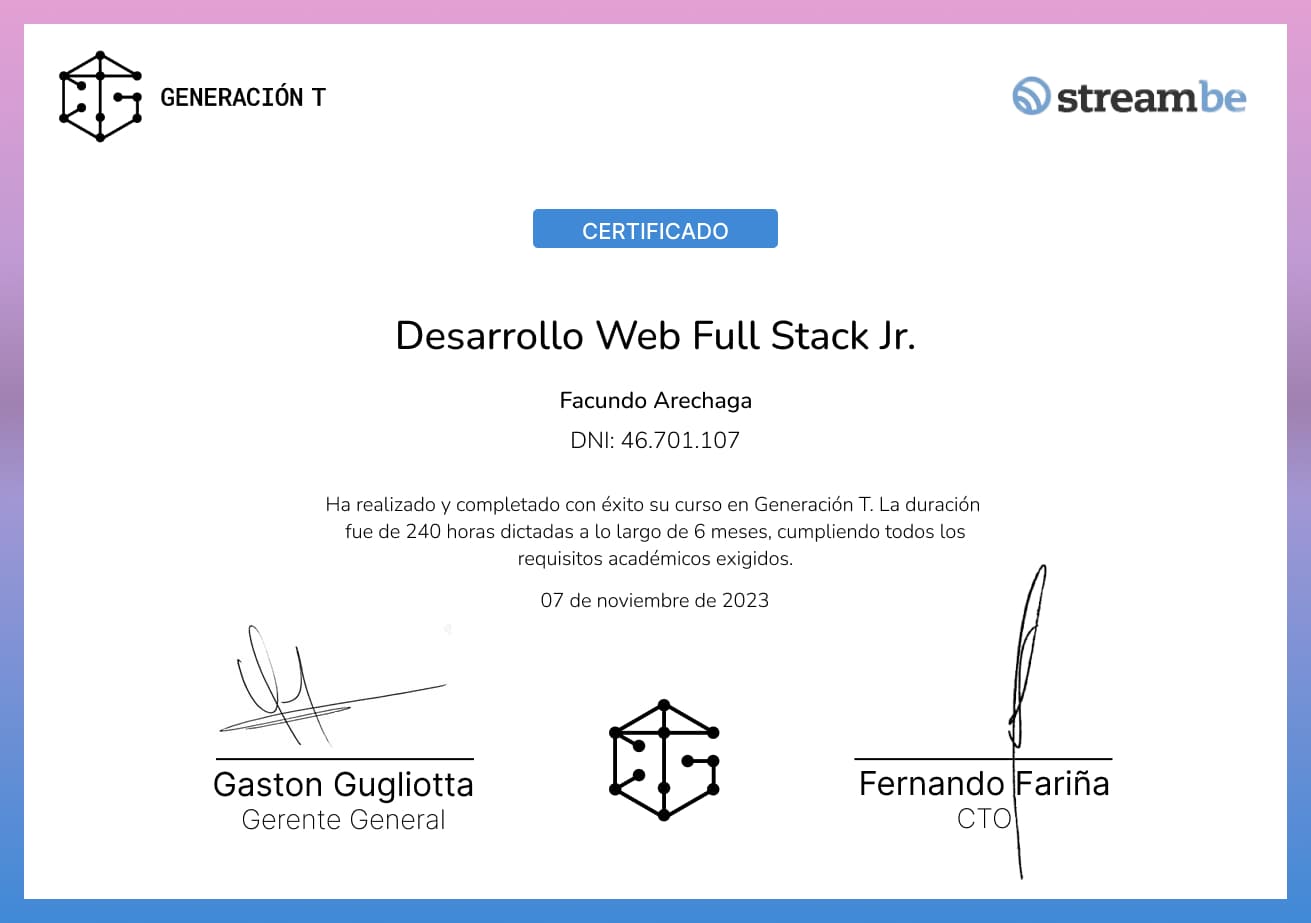 GENERACIÓN T
streambe
CERTIFICADO
Desarrollo Web Full Stack Jr.
Facundo Arechaga
DNI: 46.701.107
Ha realizado y completado con éxito su curso en Generación T. La duración
fue de 240 horas dictadas a lo largo de 6 meses, cumpliendo todos los
requisitos académicos exigidos.
07 de noviembre de 2023
Gaston Gugliotta
Gerente General
Fernando Fariña
CTO